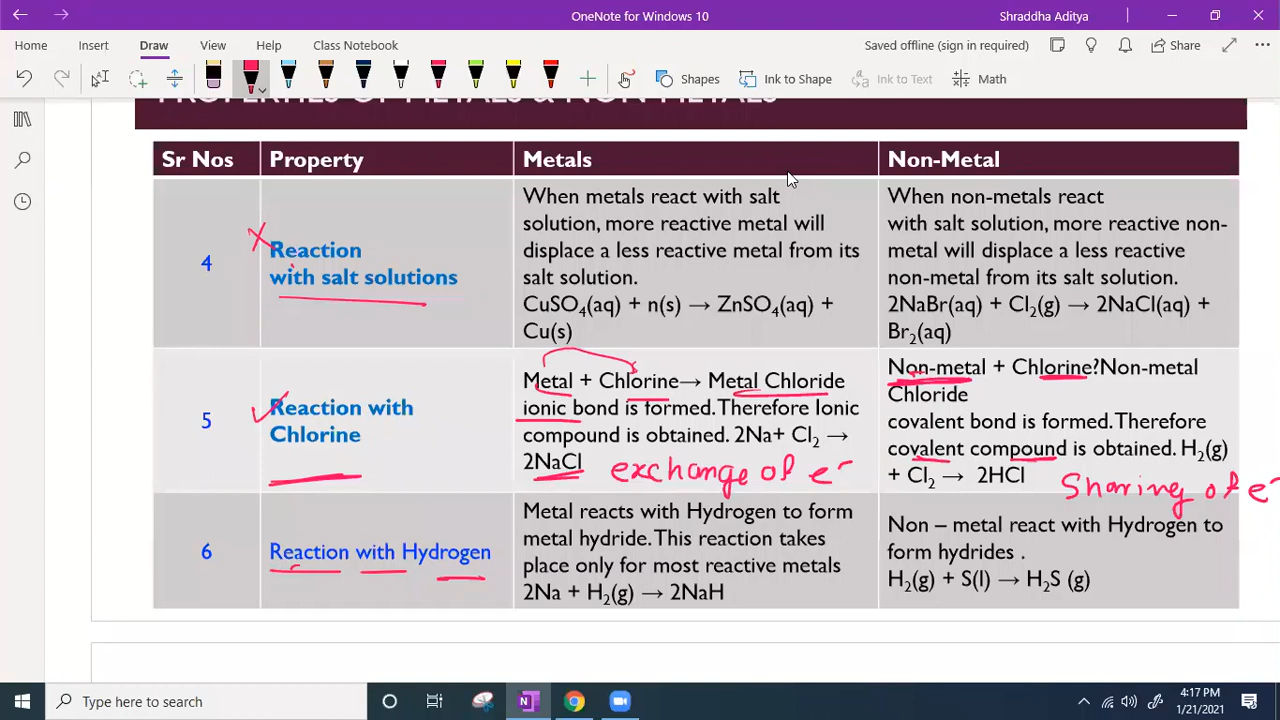 OneNote for Windows 10
Shraddha Aditya
Home Insert Draw View Help Class Notebook
Saved offline (sign in required) Share
Shapes Ink to Shape Ink to Text Math
PROPERTIES OF METALS & NON-METALS
Sr Nos Property Metals Non-Metal
4
Reaction
with salt solutions
When metals react with salt
solution, more reactive metal will
displace a less reactive metal from its
salt solution.
CuSO₄(aq) + n(s) → ZnSO₄(aq) +
Cu(s)
When non-metals react
with salt solution, more reactive non-
metal will displace a less reactive
non-metal from its salt solution.
2NaBr(aq) + Cl₂(g) → 2NaCl(aq) +
Br₂(aq)
5
Reaction with
Chlorine
Metal + Chlorine→ Metal Chloride
ionic bond is formed.Therefore Ionic
compound is obtained. 2Na+ Cl₂ →
2NaCl exchange of e⁻
Non-metal + Chlorine?Non-metal
Chloride
covalent bond is formed.Therefore
covalent compound is obtained. H₂(g)
+ Cl₂ → 2HCl
Sharing of e⁻
6
Reaction with Hydrogen
Metal reacts with Hydrogen to form
metal hydride.This reaction takes
place only for most reactive metals
2Na + H₂(g) → 2NaH
Non – metal react with Hydrogen to
form hydrides .
H₂(g) + S(l) → H₂S (g)
Type here to search
4:17 PM
1/21/2021